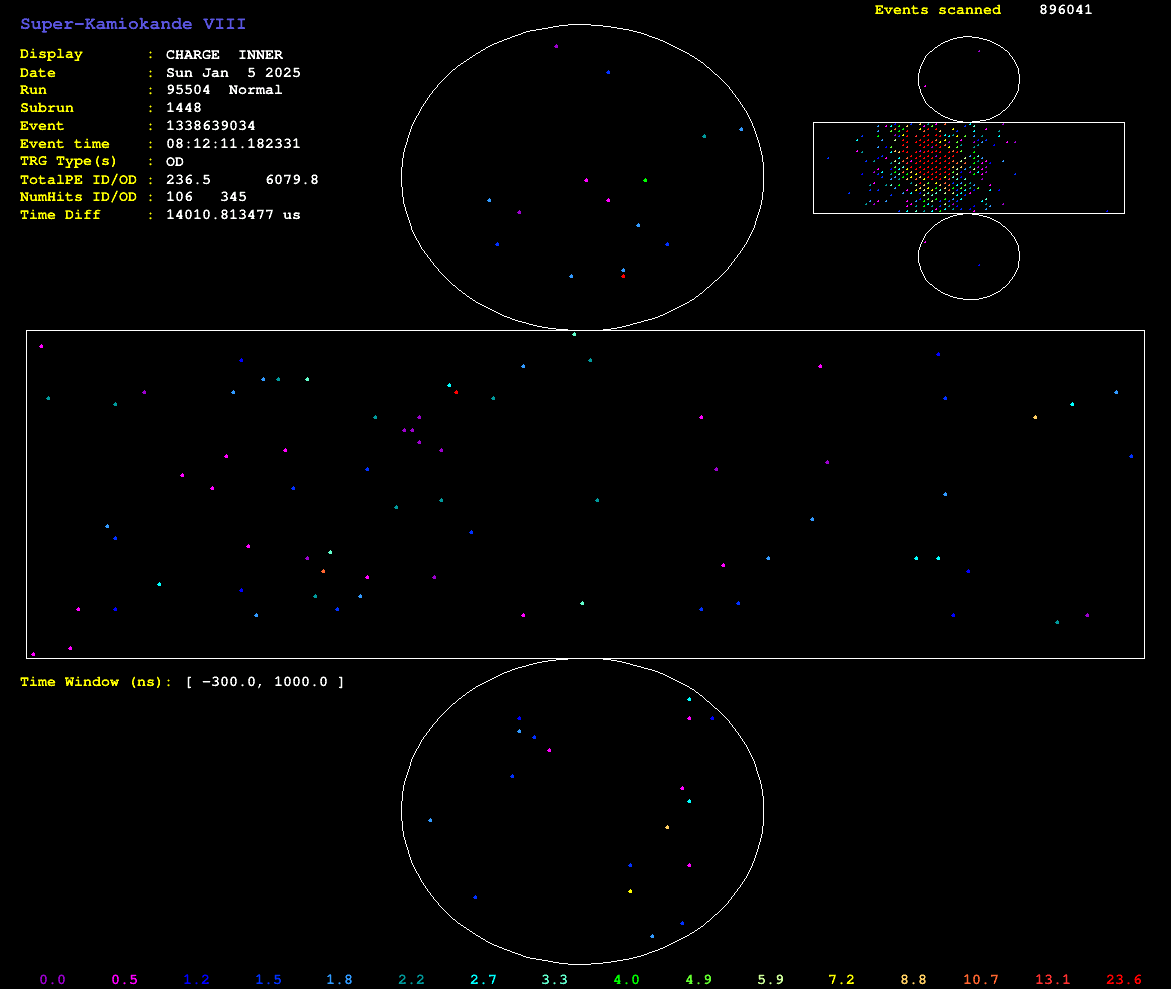 Super-Kamiokande VIII
Events scanned 896041
Display : CHARGE INNER
Date : Sun Jan 5 2025
Run : 95504 Normal
Subrun : 1448
Event : 1338639034
Event time : 08:12:11.182331
TRG Type(s) : OD
TotalPE ID/OD : 236.5 6079.8
NumHits ID/OD : 106 345
Time Diff : 14010.813477 us
Time Window (ns): [ -300.0, 1000.0 ]
0.0 0.5 1.2 1.5 1.8 2.2 2.7 3.3 4.0 4.9 5.9 7.2 8.8 10.7 13.1 23.6